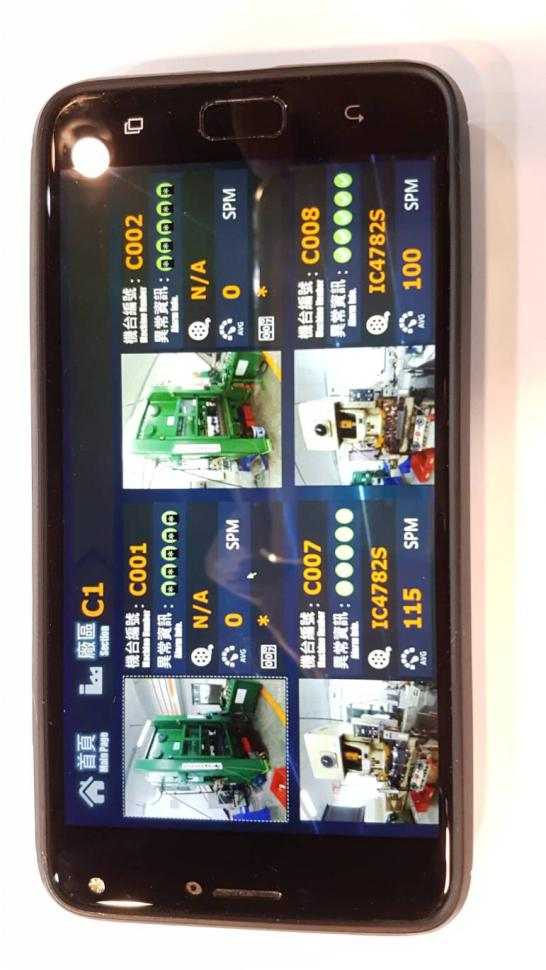 首頁
Main Page
廠區 C1
Section
機台編號 : C001
Machine Number
異常資訊 :
Alarm Info.
N/A
AVG 0 SPM
*
機台編號 : C002
Machine Number
異常資訊 :
Alarm Info.
N/A
AVG 0 SPM
*
機台編號 : C007
Machine Number
異常資訊 :
Alarm Info.
IC4782S
AVG 115 SPM
機台編號 : C008
Machine Number
異常資訊 :
Alarm Info.
IC4782S
AVG 100 SPM